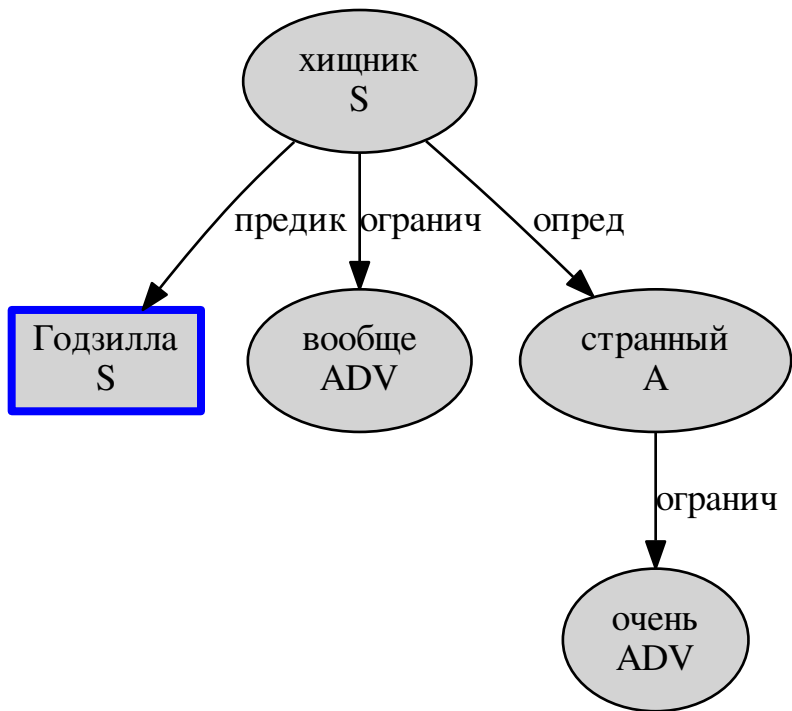 хищник
S
предик
огранич
опред
Годзилла
S
вообще
ADV
странный
A
огранич
очень
ADV